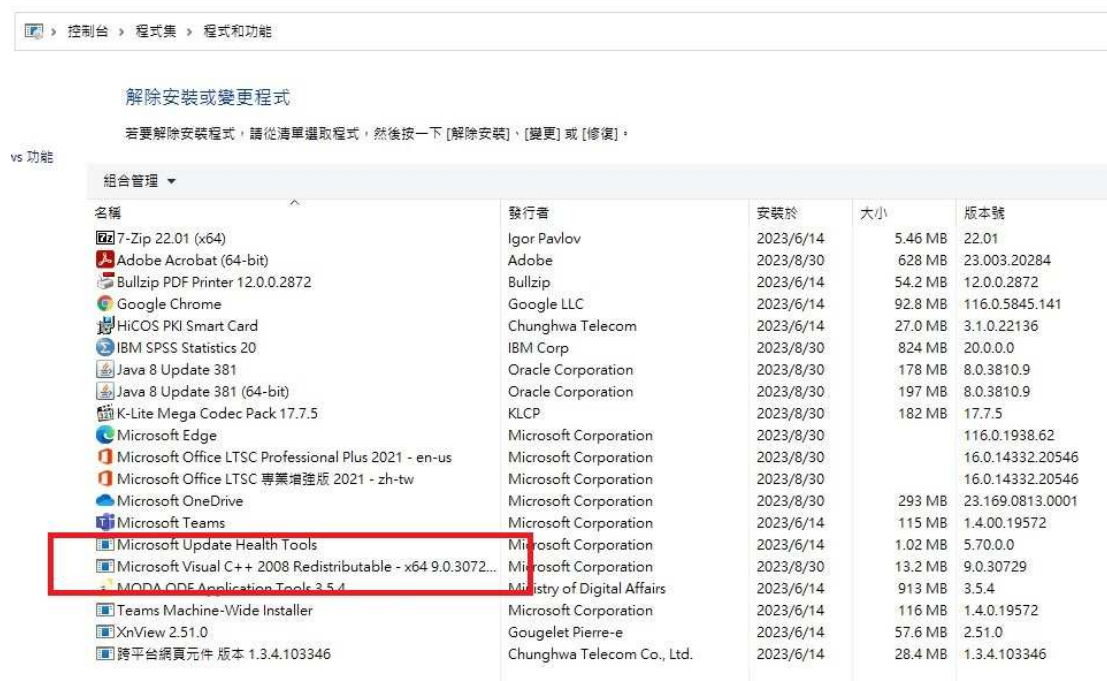 控制台 › 程式集 › 程式和功能
解除安裝或變更程式
若要解除安裝程式，請從清單選取程式，然後按一下 [解除安裝]、[變更] 或 [修復]。
vs 功能
組合管理
名稱 發行者 安裝於 大小 版本號
7-Zip 22.01 (x64) Igor Pavlov 2023/6/14 5.46 MB 22.01
Adobe Acrobat (64-bit) Adobe 2023/8/30 628 MB 23.003.20284
Bullzip PDF Printer 12.0.0.2872 Bullzip 2023/6/14 54.2 MB 12.0.0.2872
Google Chrome Google LLC 2023/6/14 92.8 MB 116.0.5845.141
HiCOS PKI Smart Card Chunghwa Telecom 2023/6/14 27.0 MB 3.1.0.22136
IBM SPSS Statistics 20 IBM Corp 2023/8/30 824 MB 20.0.0.0
Java 8 Update 381 Oracle Corporation 2023/8/30 178 MB 8.0.3810.9
Java 8 Update 381 (64-bit) Oracle Corporation 2023/8/30 197 MB 8.0.3810.9
K-Lite Mega Codec Pack 17.7.5 KLCP 2023/8/30 182 MB 17.7.5
Microsoft Edge Microsoft Corporation 2023/8/30 116.0.1938.62
Microsoft Office LTSC Professional Plus 2021 - en-us Microsoft Corporation 2023/8/30 16.0.14332.20546
Microsoft Office LTSC 專業增強版 2021 - zh-tw Microsoft Corporation 2023/8/30 16.0.14332.20546
Microsoft OneDrive Microsoft Corporation 2023/8/30 293 MB 23.169.0813.0001
Microsoft Teams Microsoft Corporation 2023/6/14 115 MB 1.4.00.19572
Microsoft Update Health Tools Microsoft Corporation 2023/6/14 1.02 MB 5.70.0.0
Microsoft Visual C++ 2008 Redistributable - x64 9.0.3072... Microsoft Corporation 2023/8/30 13.2 MB 9.0.30729
MODA ODF Application Tools 3.5.4 Ministry of Digital Affairs 2023/6/14 913 MB 3.5.4
Teams Machine-Wide Installer Microsoft Corporation 2023/6/14 116 MB 1.4.0.19572
XnView 2.51.0 Gougelet Pierre-e 2023/6/14 57.6 MB 2.51.0
跨平台網頁元件 版本 1.3.4.103346 Chunghwa Telecom Co., Ltd. 2023/6/14 28.4 MB 1.3.4.103346